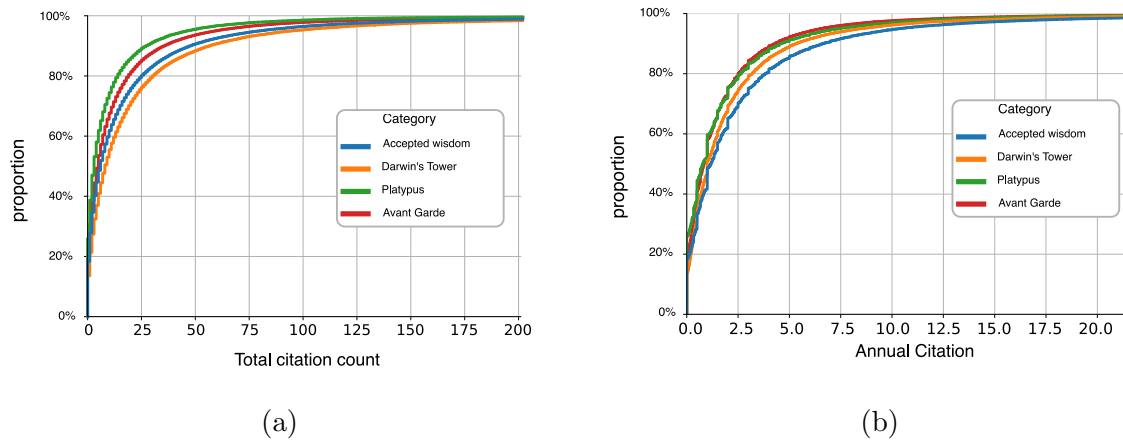 100%
80%
60%
40%
20%
0%
proportion
Category
Accepted wisdom
Darwin's Tower
Platypus
Avant Garde
0 25 50 75 100 125 150 175 200
Total citation count
(a)
100%
80%
60%
40%
20%
0%
proportion
Category
Accepted wisdom
Darwin's Tower
Platypus
Avant Garde
0.0 2.5 5.0 7.5 10.0 12.5 15.0 17.5 20.0
Annual Citation
(b)